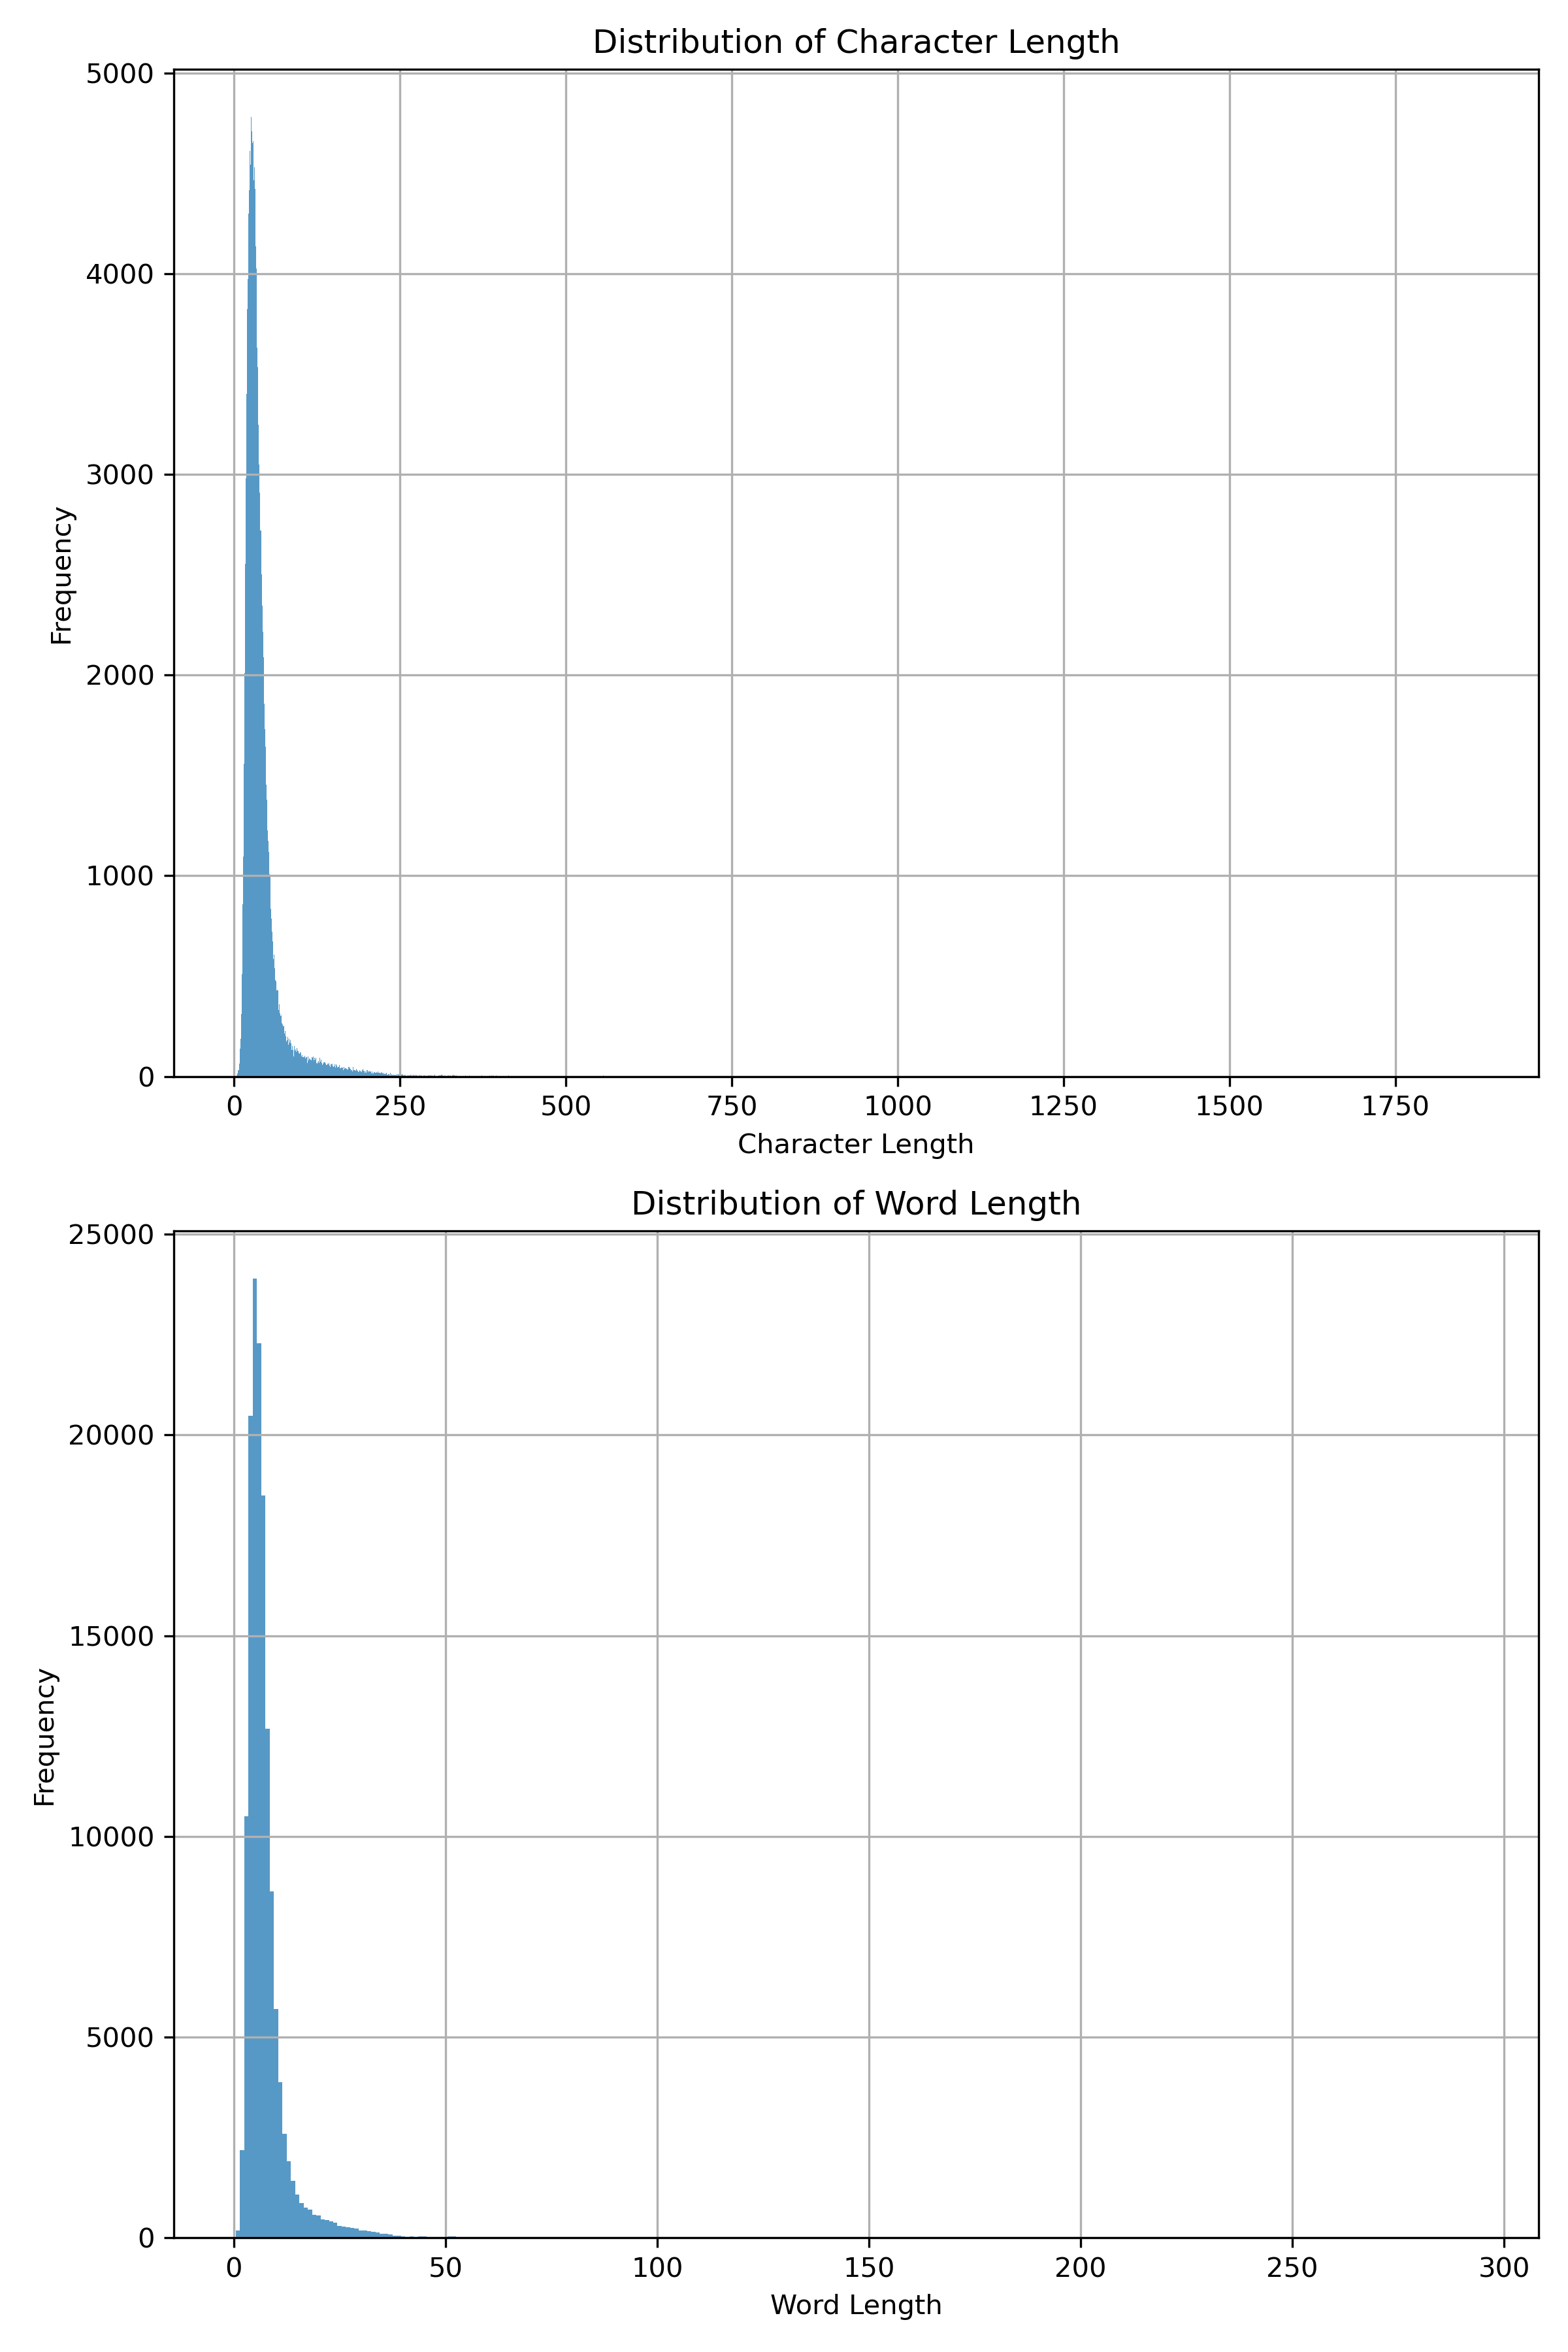 Distribution of Character Length
5000
4000
3000
2000
1000
0
Frequency
0 250 500 750 1000 1250 1500 1750
Character Length
Distribution of Word Length
25000
20000
15000
10000
5000
0
Frequency
0 50 100 150 200 250 300
Word Length